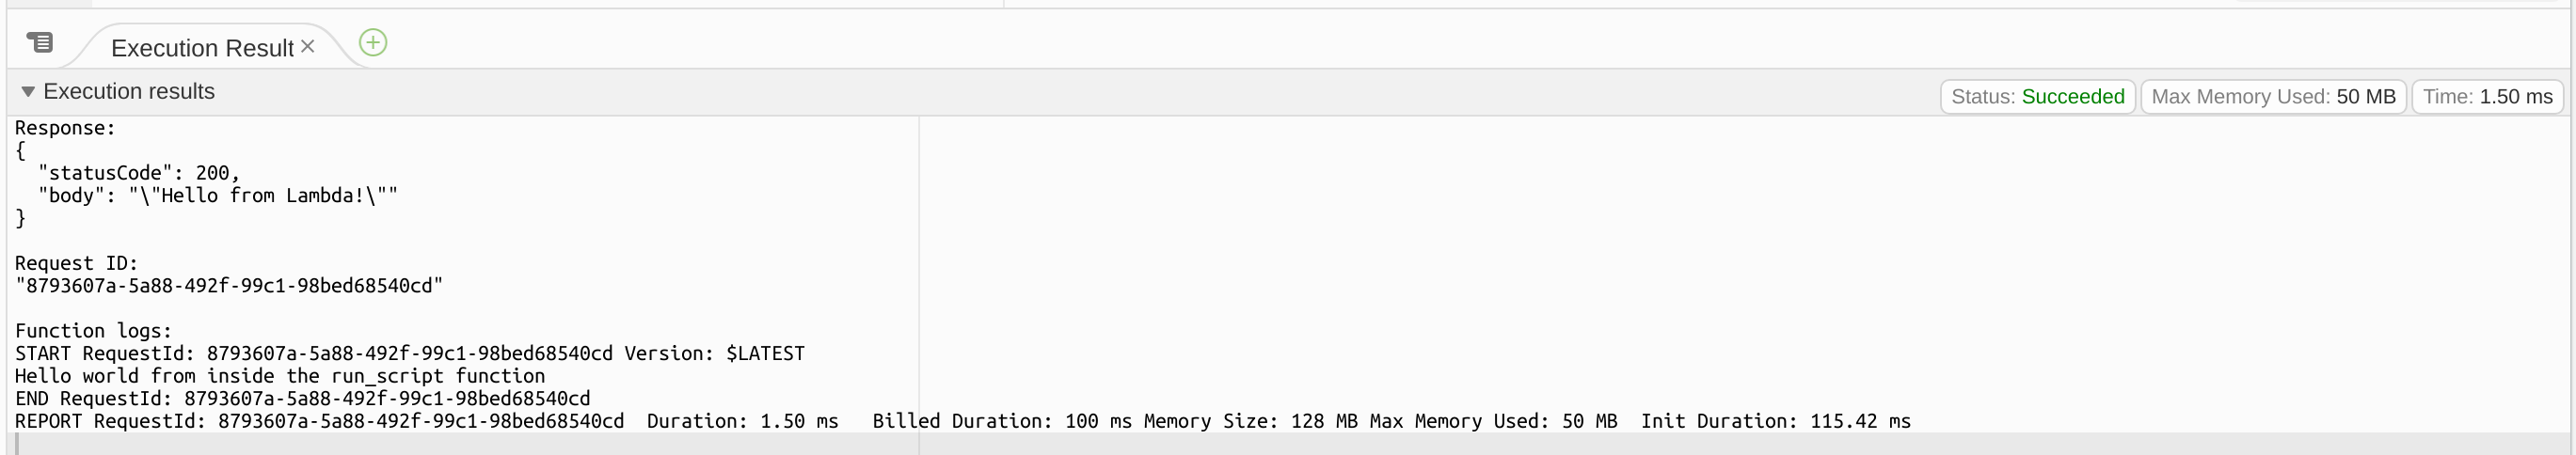 Execution Result
Execution results
Status: Succeeded
Max Memory Used: 50 MB
Time: 1.50 ms
Response:
{
  "statusCode": 200,
  "body": "\"Hello from Lambda!\""
}
Request ID:
"8793607a-5a88-492f-99c1-98bed68540cd"
Function logs:
START RequestId: 8793607a-5a88-492f-99c1-98bed68540cd Version: $LATEST
Hello world from inside the run_script function
END RequestId: 8793607a-5a88-492f-99c1-98bed68540cd
REPORT RequestId: 8793607a-5a88-492f-99c1-98bed68540cd  Duration: 1.50 ms   Billed Duration: 100 ms Memory Size: 128 MB Max Memory Used: 50 MB  Init Duration: 115.42 ms